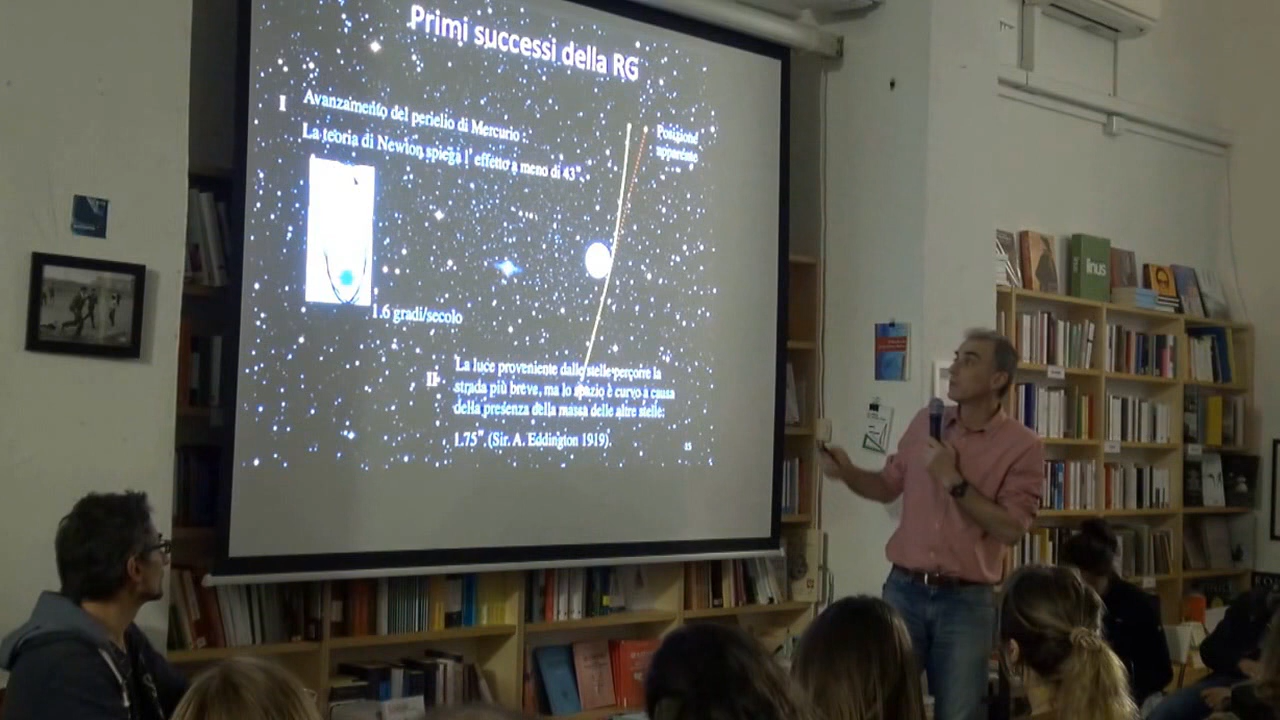 Primi successi della RG
I
Avanzamento del perielio di Mercurio :
La teoria di Newton spiega l' effetto a meno di 43".
Posizione
apparente
1.6 gradi/secolo
II
La luce proveniente dalle stelle percorre la
strada più breve, ma lo spazio è curvo a causa
della presenza della massa delle altre stelle:
1.75" (Sir. A. Eddington 1919).
15
linus